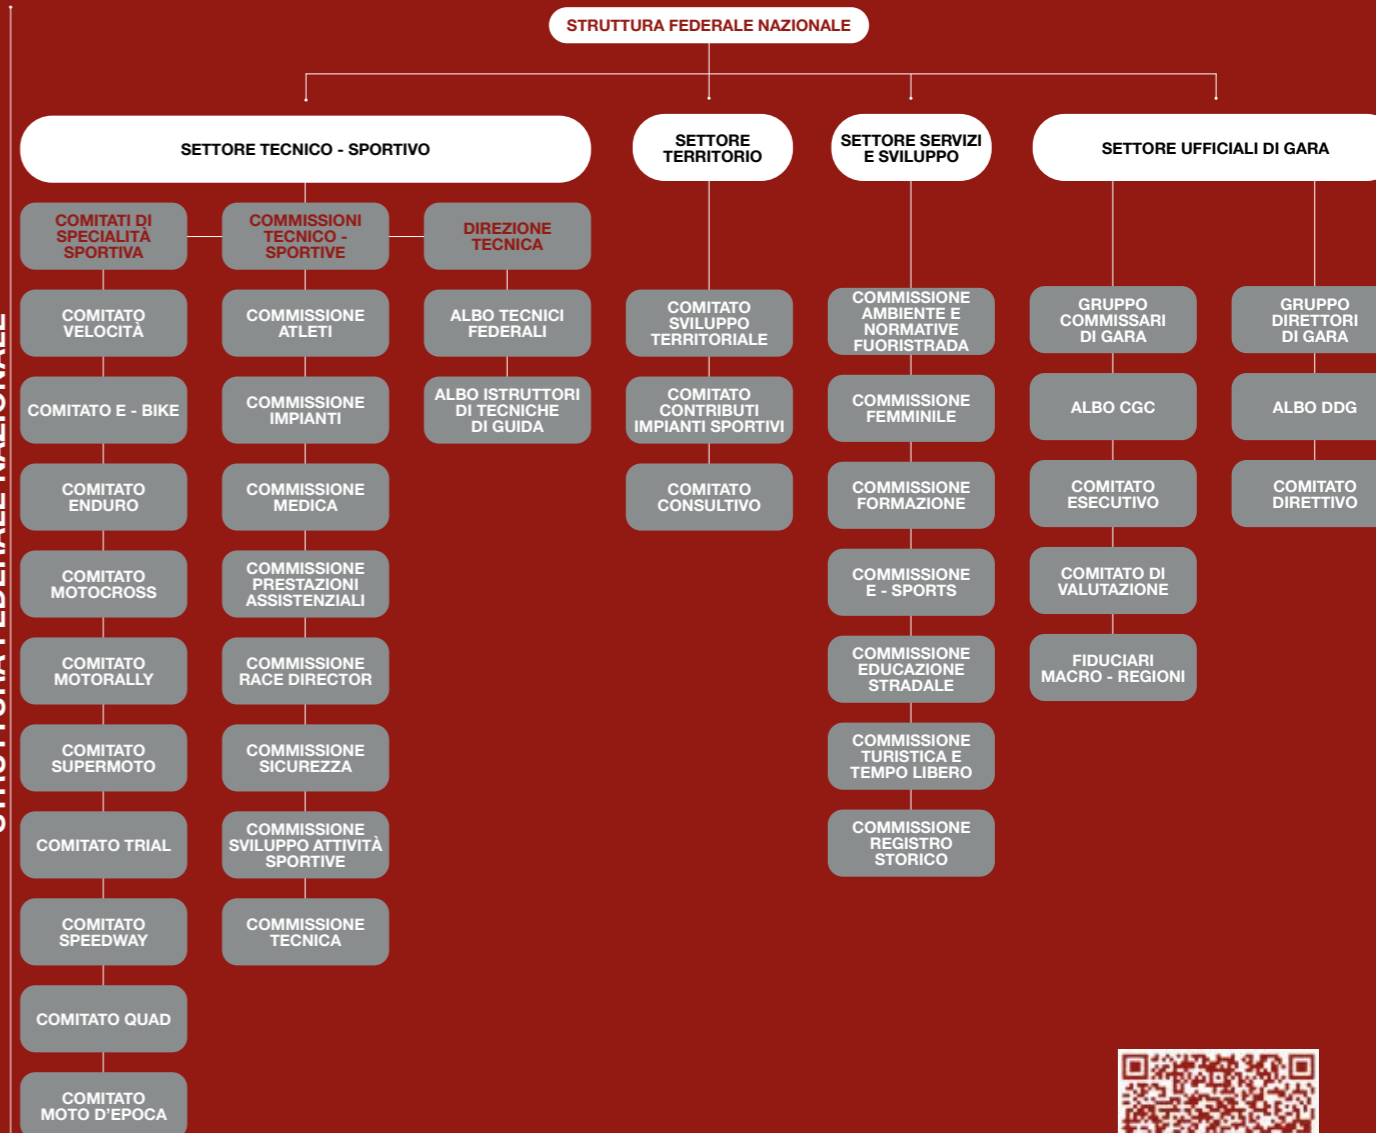 STRUTTURA FEDERALE NAZIONALE
STRUTTURA FEDERALE NAZIONALE
SETTORE TECNICO - SPORTIVO
SETTORE
TERRITORIO
SETTORE SERVIZI
E SVILUPPO
SETTORE UFFICIALI DI GARA
COMITATI DI
SPECIALITÀ
SPORTIVA
COMMISSIONI
TECNICO -
SPORTIVE
DIREZIONE
TECNICA
COMITATO
VELOCITÀ
COMITATO E - BIKE
COMITATO
ENDURO
COMITATO
MOTOCROSS
COMITATO
MOTORALLY
COMITATO
SUPERMOTO
COMITATO TRIAL
COMITATO
SPEEDWAY
COMITATO QUAD
COMITATO
MOTO D'EPOCA
COMMISSIONE
ATLETI
COMMISSIONE
IMPIANTI
COMMISSIONE
MEDICA
COMMISSIONE
PRESTAZIONI
ASSISTENZIALI
COMMISSIONE
RACE DIRECTOR
COMMISSIONE
SICUREZZA
COMMISSIONE
SVILUPPO ATTIVITÀ
SPORTIVE
COMMISSIONE
TECNICA
ALBO TECNICI
FEDERALI
ALBO ISTRUTTORI
DI TECNICHE
DI GUIDA
COMITATO
SVILUPPO
TERRITORIALE
COMITATO
CONTRIBUTI
IMPIANTI SPORTIVI
COMITATO
CONSULTIVO
COMMISSIONE
AMBIENTE E
NORMATIVE
FUORISTRADA
COMMISSIONE
FEMMINILE
COMMISSIONE
FORMAZIONE
COMMISSIONE
E - SPORTS
COMMISSIONE
EDUCAZIONE
STRADALE
COMMISSIONE
TURISTICA E
TEMPO LIBERO
COMMISSIONE
REGISTRO
STORICO
GRUPPO
COMMISSARI
DI GARA
ALBO CGC
COMITATO
ESECUTIVO
COMITATO DI
VALUTAZIONE
FIDUCIARI
MACRO - REGIONI
GRUPPO
DIRETTORI
DI GARA
ALBO DDG
COMITATO
DIRETTIVO